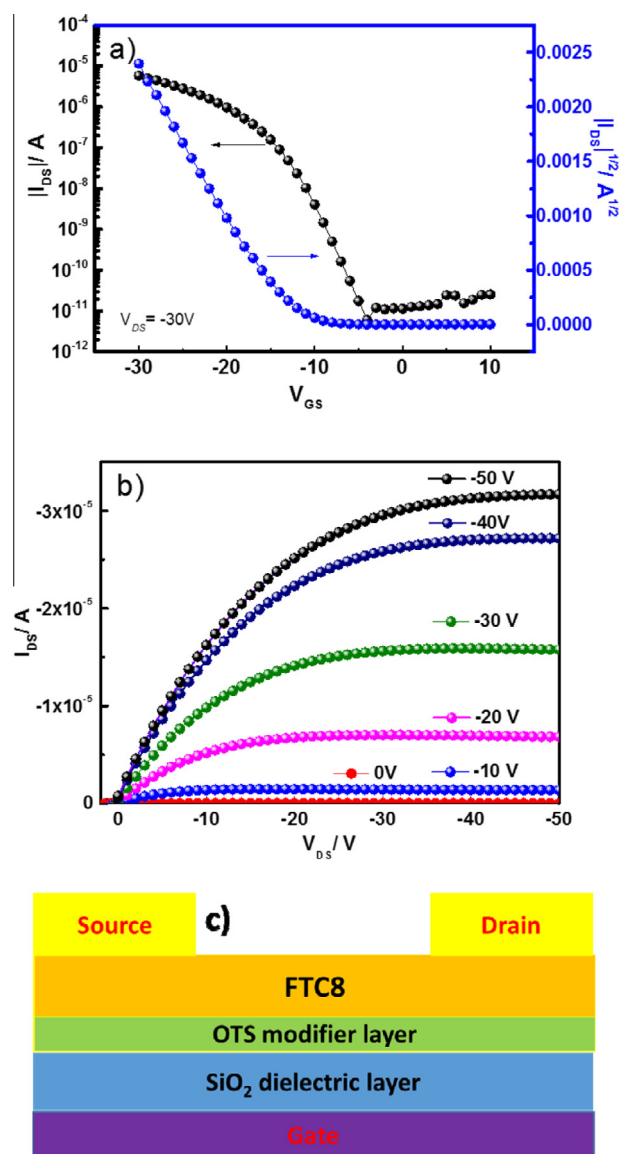 a)
10⁻⁴
10⁻⁵
10⁻⁶
10⁻⁷
10⁻⁸
10⁻⁹
10⁻¹⁰
10⁻¹¹
10⁻¹²
|I_DS|/ A
0.0025
0.0020
0.0015
0.0010
0.0005
0.0000
|I_DS|^1/2/ A^1/2
V_DS= -30V
-30 -20 -10 0 10
V_GS
b)
-50 V
-40V
-30 V
-20 V
0V -10 V
-3x10⁻⁵
-2x10⁻⁵
-1x10⁻⁵
0
I_DS/ A
0 -10 -20 -30 -40 -50
V_DS/ V
Source c) Drain
FTC8
OTS modifier layer
SiO₂ dielectric layer
Gate